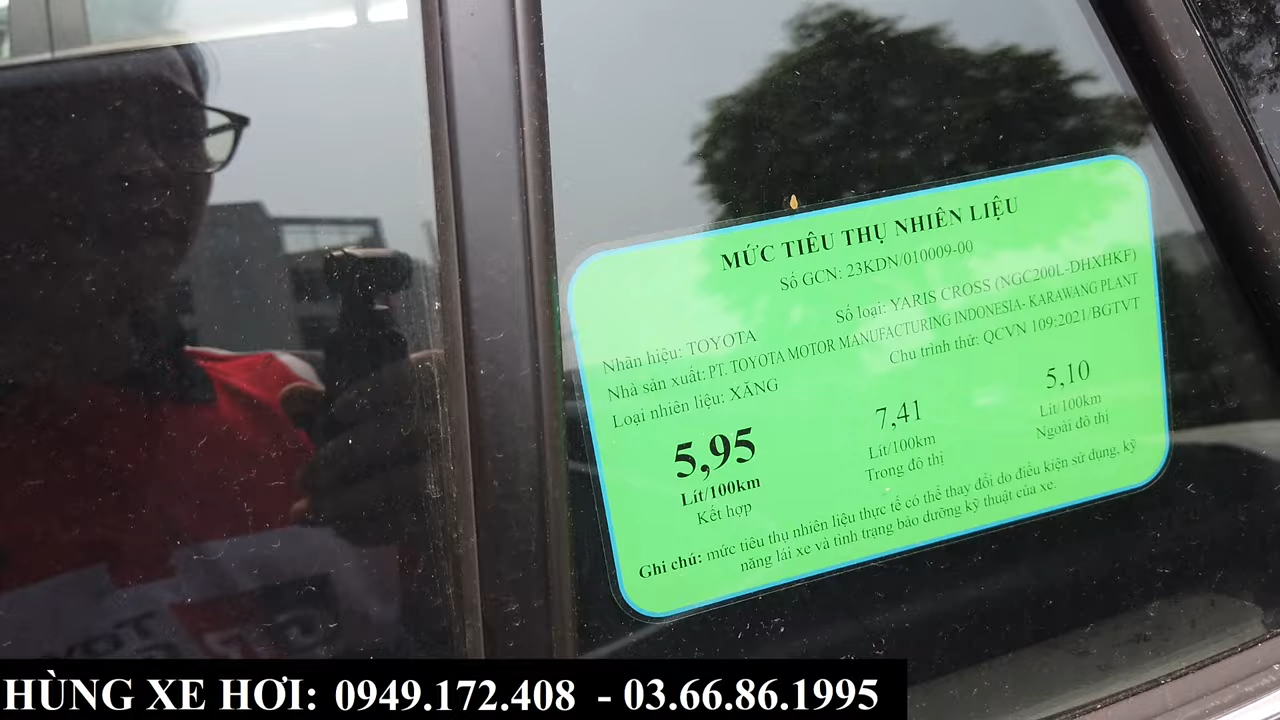 MỨC TIÊU THỤ NHIÊN LIỆU
Số GCN: 23KDN/010009-00
Nhãn hiệu: TOYOTA
Số loại: YARIS CROSS (NGC200L-DHXHKF)
Nhà sản xuất: PT. TOYOTA MOTOR MANUFACTURING INDONESIA- KARAWANG PLANT
Loại nhiên liệu: XĂNG
Chu trình thử: QCVN 109:2021/BGTVT
5,95
Lít/100km
Kết hợp
7,41
Lít/100km
Trong đô thị
5,10
Lít/100km
Ngoài đô thị
Ghi chú: mức tiêu thụ nhiên liệu thực tế có thể thay đổi do điều kiện sử dụng, kỹ
năng lái xe và tình trạng bảo dưỡng kỹ thuật của xe.
HÙNG XE HƠI: 0949.172.408 - 03.66.86.1995